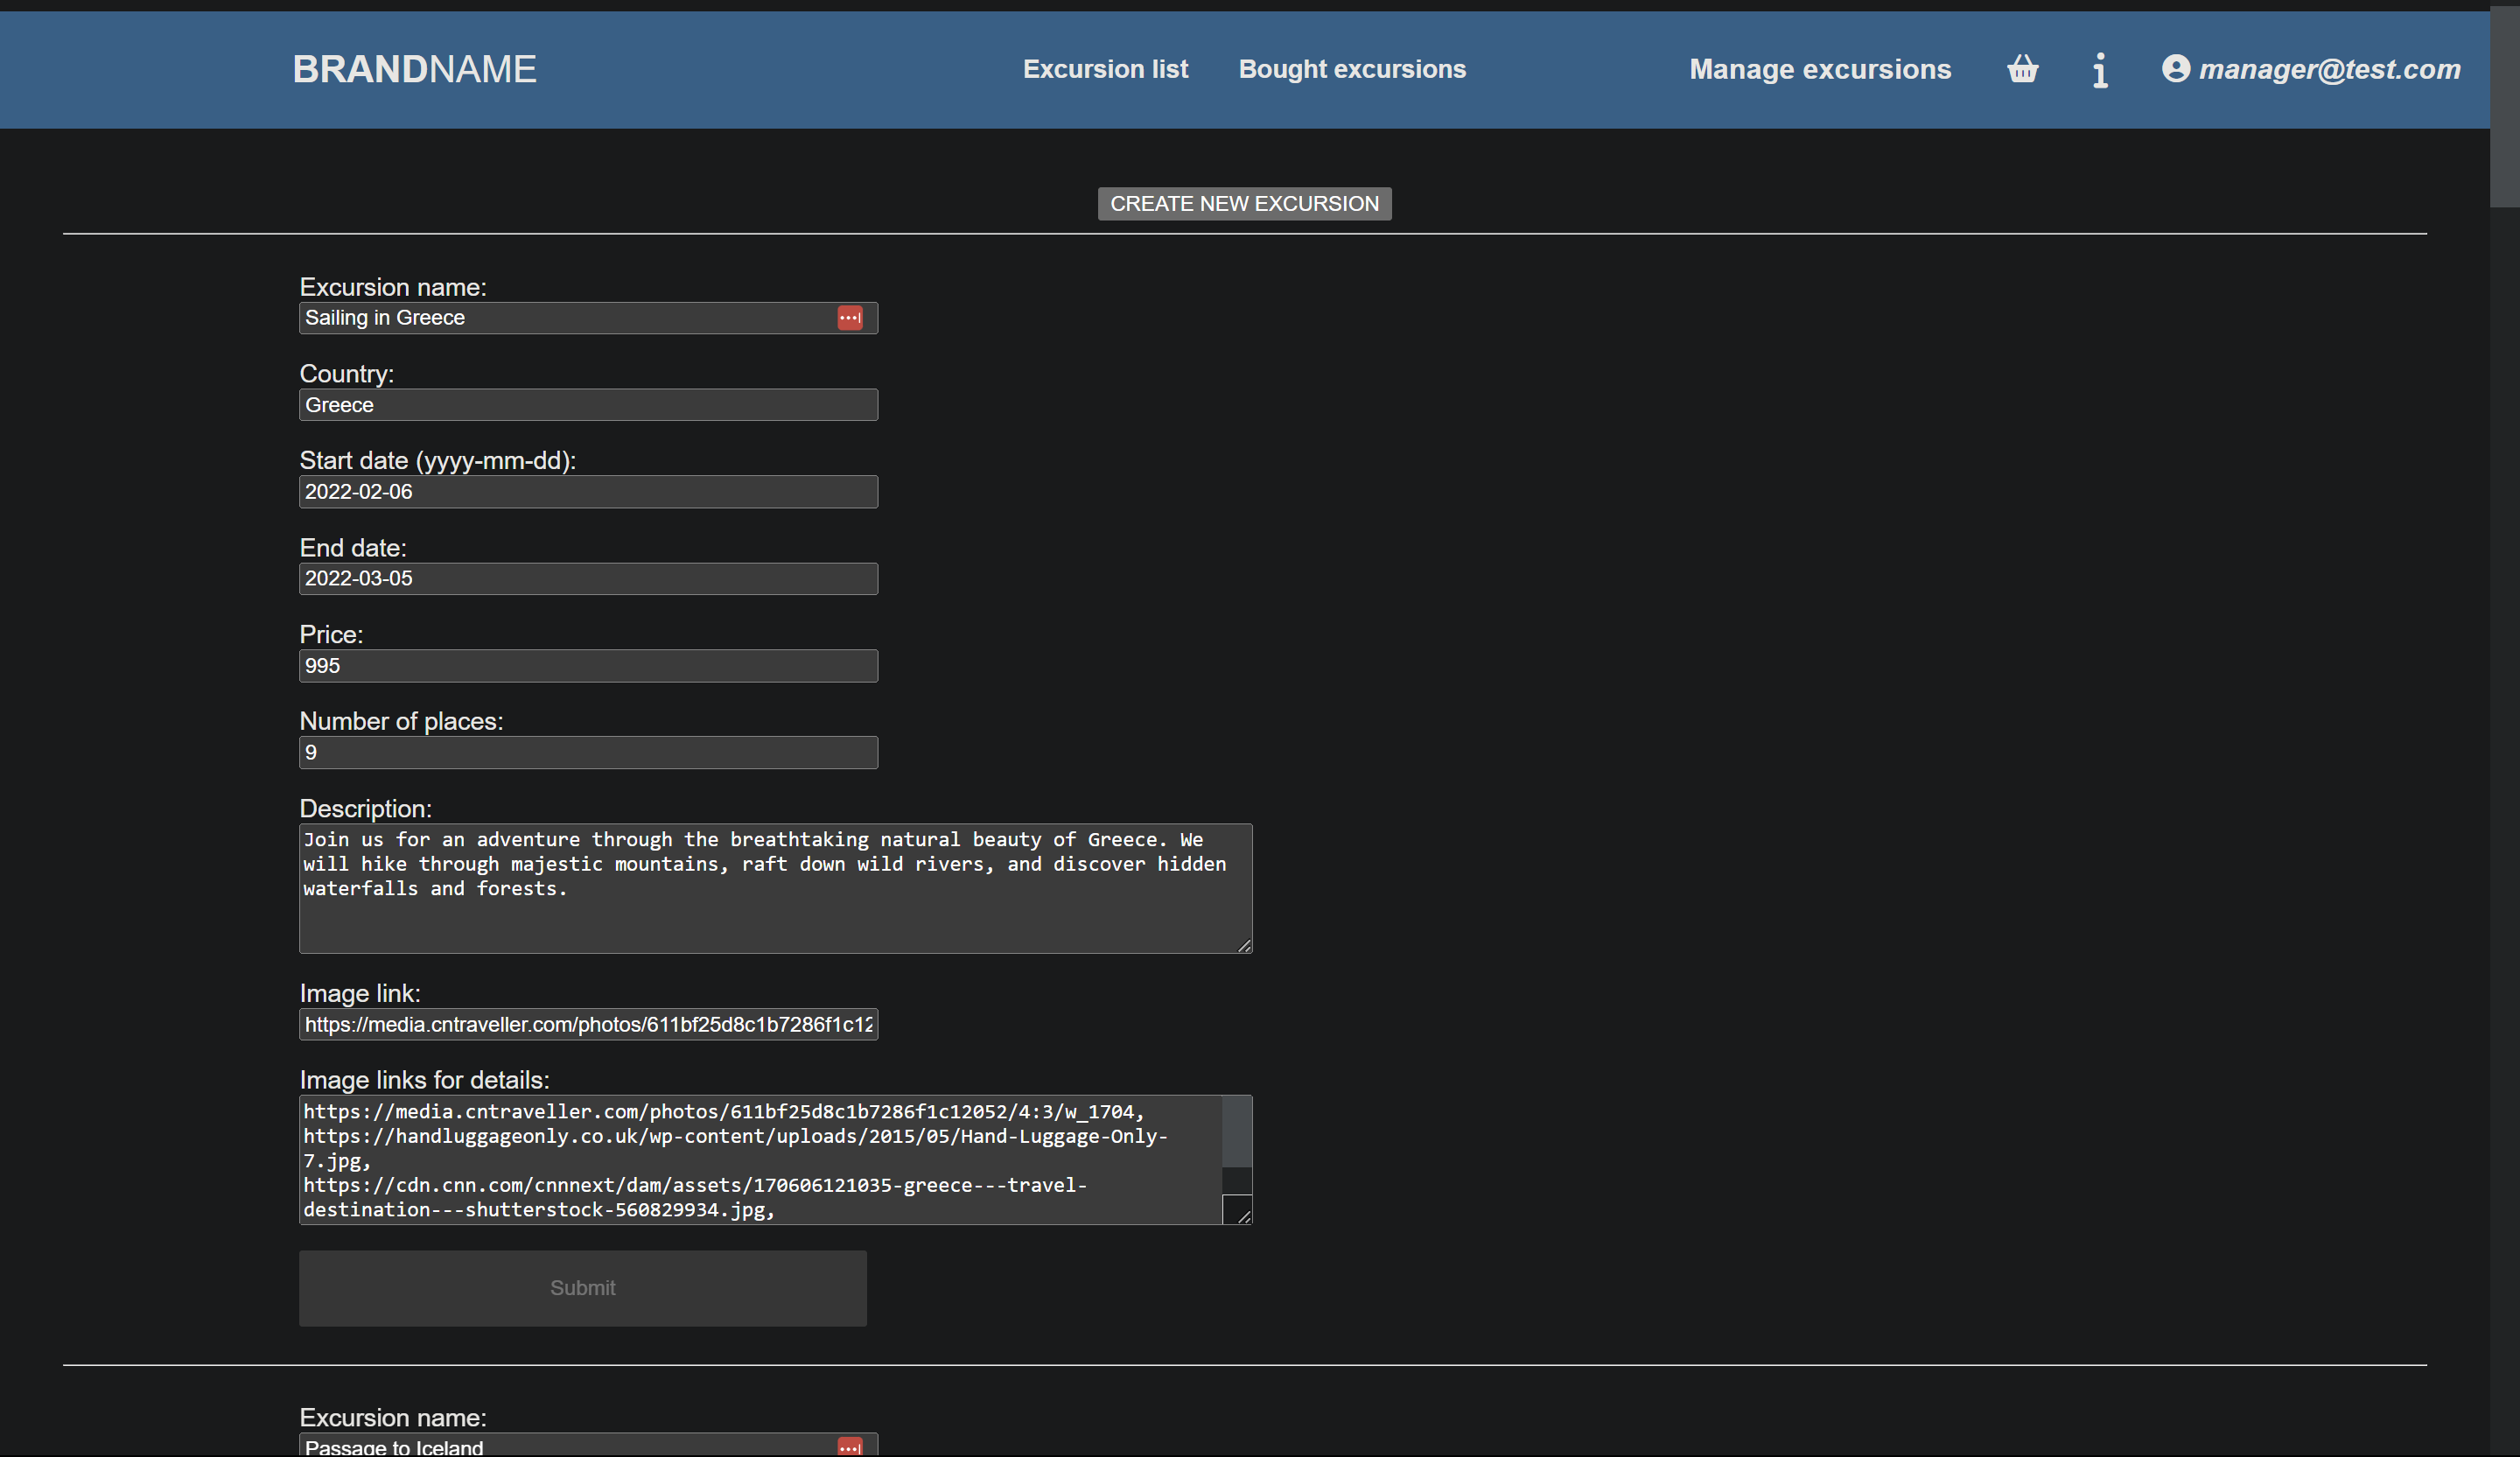 BRANDNAME
Excursion list
Bought excursions
Manage excursions
manager@test.com
CREATE NEW EXCURSION
Excursion name:
Sailing in Greece
Country:
Greece
Start date (yyyy-mm-dd):
2022-02-06
End date:
2022-03-05
Price:
995
Number of places:
9
Description:
Join us for an adventure through the breathtaking natural beauty of Greece. We
will hike through majestic mountains, raft down wild rivers, and discover hidden
waterfalls and forests.
Image link:
https://media.cntraveller.com/photos/611bf25d8c1b7286f1c12
Image links for details:
https://media.cntraveller.com/photos/611bf25d8c1b7286f1c12052/4:3/w_1704,
https://handluggageonly.co.uk/wp-content/uploads/2015/05/Hand-Luggage-Only-
7.jpg,
https://cdn.cnn.com/cnnnext/dam/assets/170606121035-greece---travel-
destination---shutterstock-560829934.jpg,
Submit
Excursion name:
Passage to Iceland